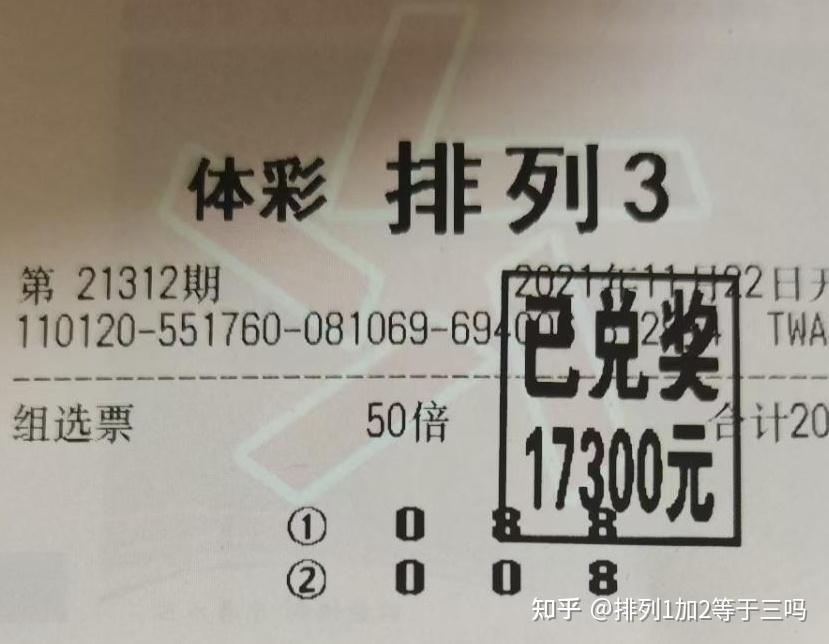 体彩 排列3
第 21312期 2021年11月22日开
110120-551760-081069-694 TWA
已兑奖
组选票 50倍 合计20
17300元
① 0 8 8
② 0 0 8
知乎 @排列1加2等于三吗